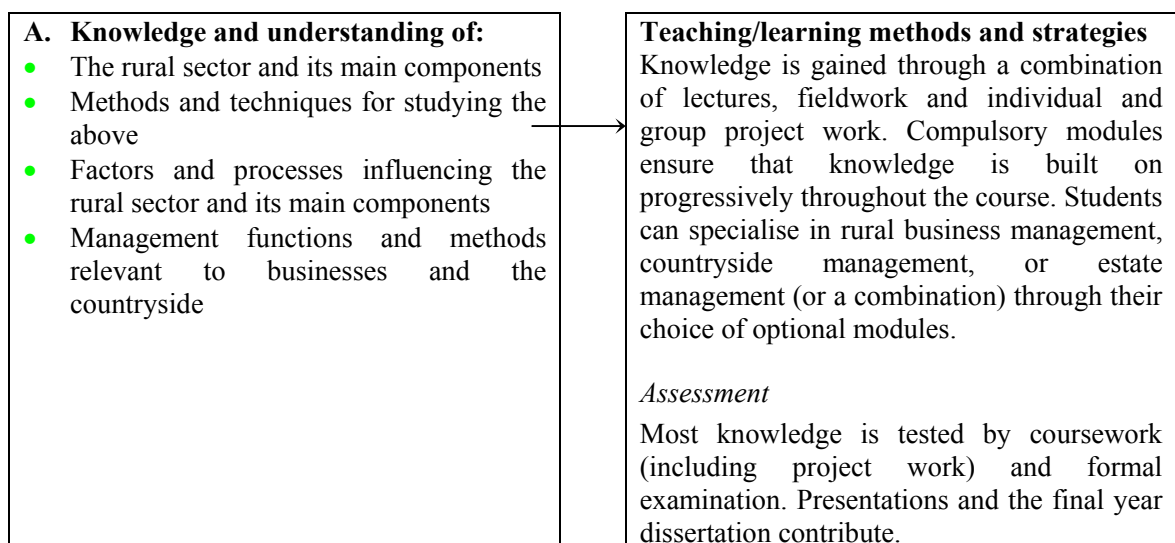 A. Knowledge and understanding of:
• The rural sector and its main components
• Methods and techniques for studying the
above
• Factors and processes influencing the
rural sector and its main components
• Management functions and methods
relevant to businesses and the
countryside
Teaching/learning methods and strategies
Knowledge is gained through a combination
of lectures, fieldwork and individual and
group project work. Compulsory modules
ensure that knowledge is built on
progressively throughout the course. Students
can specialise in rural business management,
countryside management, or estate
management (or a combination) through their
choice of optional modules.
Assessment
Most knowledge is tested by coursework
(including project work) and formal
examination. Presentations and the final year
dissertation contribute.